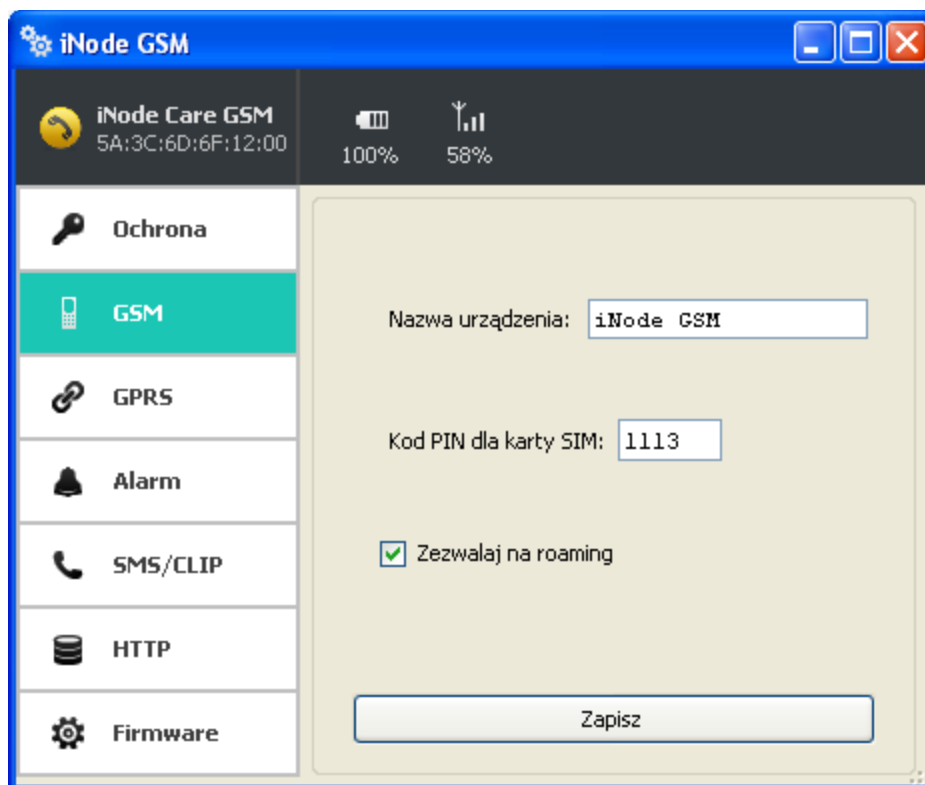 iNode GSM
iNode Care GSM
5A:3C:6D:6F:12:00
100%
58%
Ochrona
GSM
GPRS
Alarm
SMS/CLIP
HTTP
Firmware
Nazwa urządzenia: iNode GSM
Kod PIN dla karty SIM: 1113
Zezwalaj na roaming
Zapisz